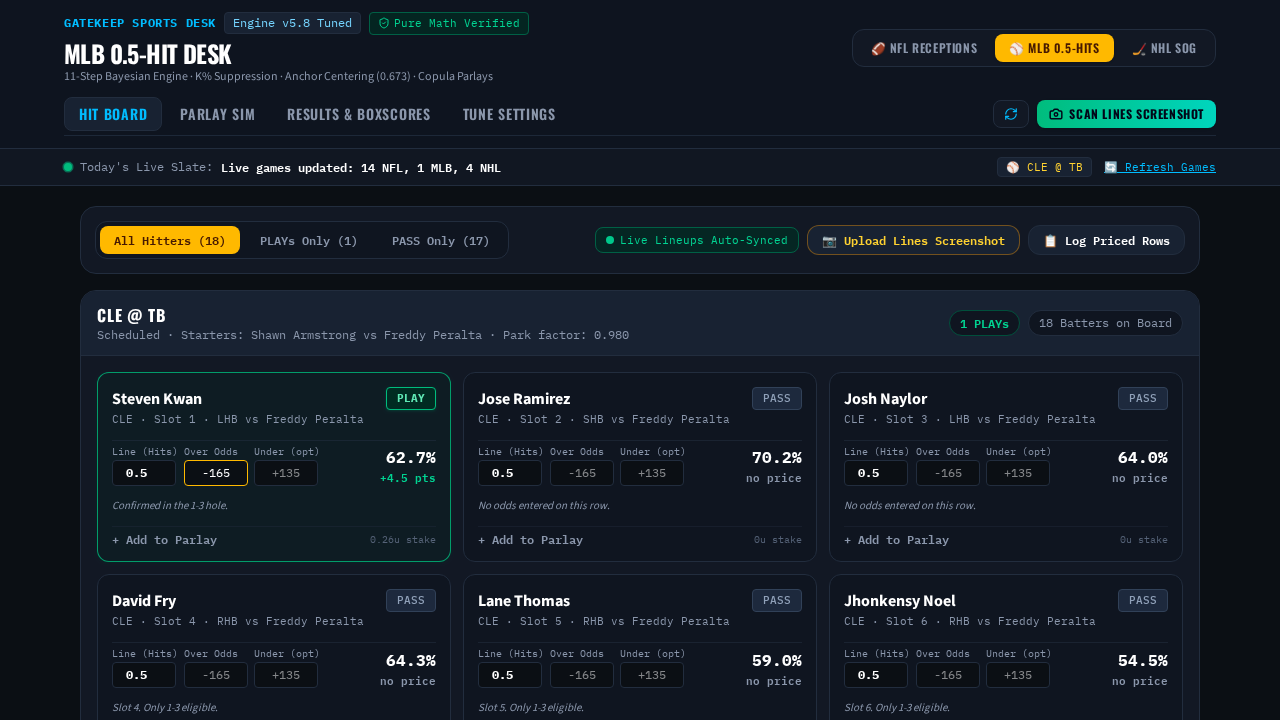 GATEKEEP SPORTS DESK Engine v5.8 Tuned Pure Math Verified
MLB 0.5-HIT DESK
11-Step Bayesian Engine · K% Suppression · Anchor Centering (0.673) · Copula Parlays
🏈 NFL RECEPTIONS ⚾ MLB 0.5-HITS 🏒 NHL SOG
HIT BOARD PARLAY SIM RESULTS & BOXSCORES TUNE SETTINGS
SCAN LINES SCREENSHOT
Today's Live Slate: Live games updated: 14 NFL, 1 MLB, 4 NHL
⚾ CLE @ TB 🔄 Refresh Games
All Hitters (18) PLAYs Only (1) PASS Only (17)
Live Lineups Auto-Synced 📷 Upload Lines Screenshot 📋 Log Priced Rows
CLE @ TB
Scheduled · Starters: Shawn Armstrong vs Freddy Peralta · Park factor: 0.980
1 PLAYs 18 Batters on Board
Steven Kwan PLAY
CLE · Slot 1 · LHB vs Freddy Peralta
Line (Hits) Over Odds Under (opt)
0.5 -165 +135
62.7%
+4.5 pts
Confirmed in the 1-3 hole.
+ Add to Parlay 0.26u stake
Jose Ramirez PASS
CLE · Slot 2 · SHB vs Freddy Peralta
Line (Hits) Over Odds Under (opt)
0.5 -165 +135
70.2%
no price
No odds entered on this row.
+ Add to Parlay 0u stake
Josh Naylor PASS
CLE · Slot 3 · LHB vs Freddy Peralta
Line (Hits) Over Odds Under (opt)
0.5 -165 +135
64.0%
no price
No odds entered on this row.
+ Add to Parlay 0u stake
David Fry PASS
CLE · Slot 4 · RHB vs Freddy Peralta
Line (Hits) Over Odds Under (opt)
0.5 -165 +135
64.3%
no price
Slot 4. Only 1-3 eligible.
Lane Thomas PASS
CLE · Slot 5 · RHB vs Freddy Peralta
Line (Hits) Over Odds Under (opt)
0.5 -165 +135
59.0%
no price
Slot 5. Only 1-3 eligible.
Jhonkensy Noel PASS
CLE · Slot 6 · RHB vs Freddy Peralta
Line (Hits) Over Odds Under (opt)
0.5 -165 +135
54.5%
no price
Slot 6. Only 1-3 eligible.